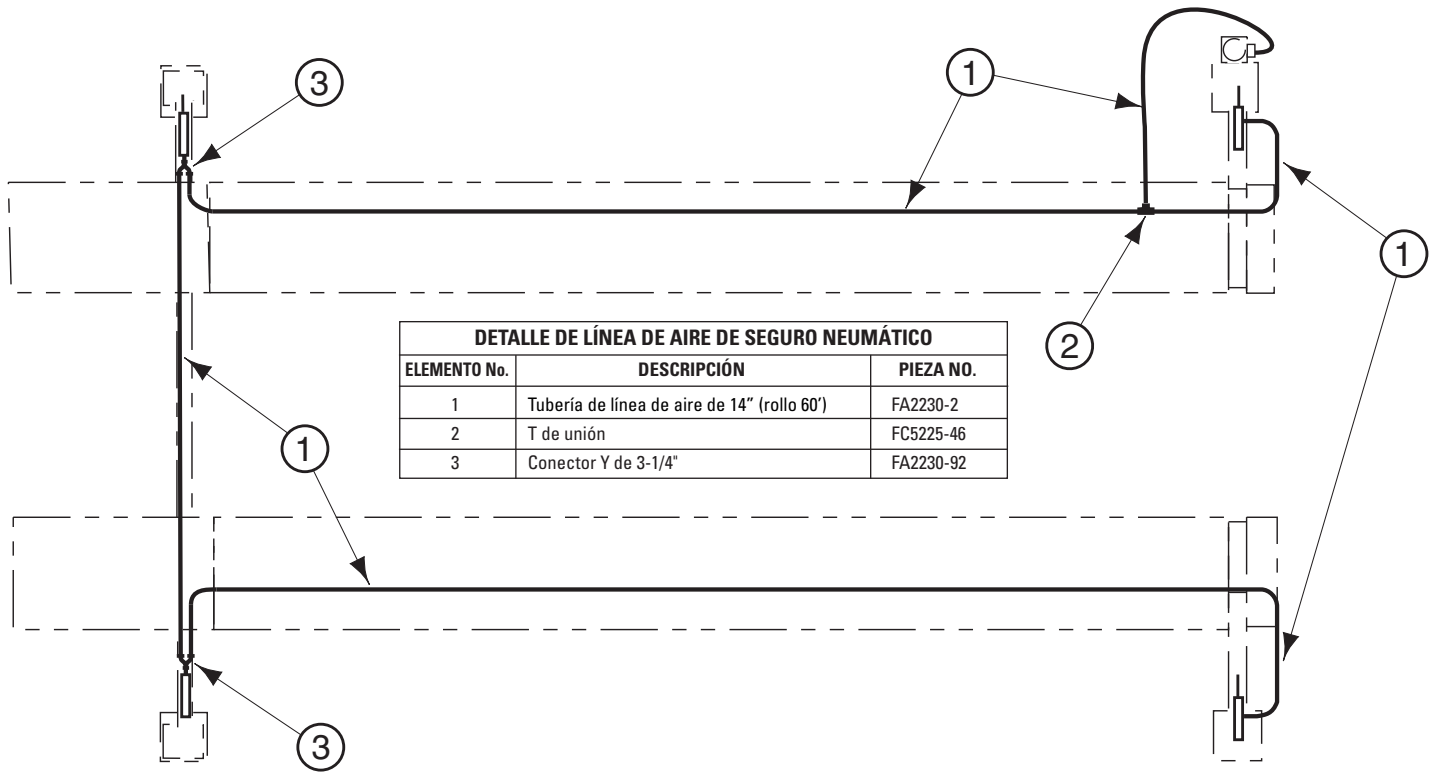 3
1
1
2
DETALLE DE LÍNEA DE AIRE DE SEGURO NEUMÁTICO
ELEMENTO No. DESCRIPCIÓN PIEZA NO.
1 Tubería de línea de aire de 14” (rollo 60’) FA2230-2
2 T de unión FC5225-46
3 Conector Y de 3-1/4" FA2230-92
1
3